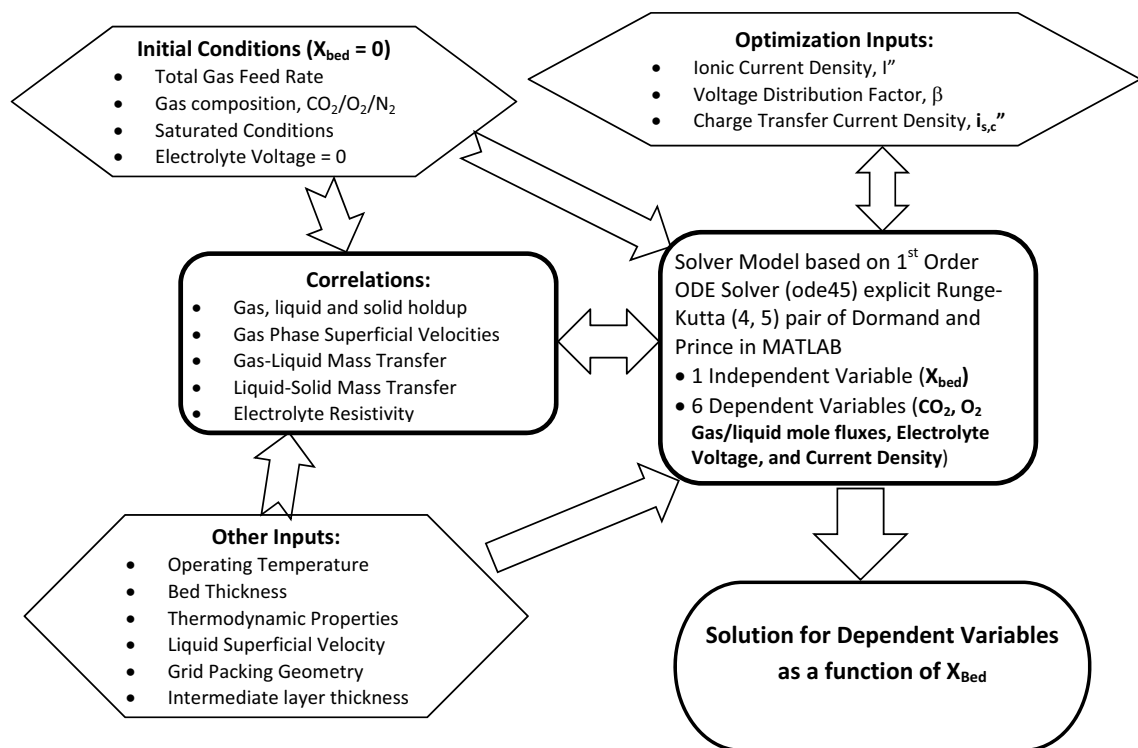 Initial Conditions (X_bed = 0)
• Total Gas Feed Rate
• Gas composition, CO₂/O₂/N₂
• Saturated Conditions
• Electrolyte Voltage = 0
Optimization Inputs:
• Ionic Current Density, I”
• Voltage Distribution Factor, β
• Charge Transfer Current Density, i_s,c”
Correlations:
• Gas, liquid and solid holdup
• Gas Phase Superficial Velocities
• Gas-Liquid Mass Transfer
• Liquid-Solid Mass Transfer
• Electrolyte Resistivity
Solver Model based on 1st Order
ODE Solver (ode45) explicit Runge-
Kutta (4, 5) pair of Dormand and
Prince in MATLAB
• 1 Independent Variable (X_bed)
• 6 Dependent Variables (CO₂, O₂
Gas/liquid mole fluxes, Electrolyte
Voltage, and Current Density)
Other Inputs:
• Operating Temperature
• Bed Thickness
• Thermodynamic Properties
• Liquid Superficial Velocity
• Grid Packing Geometry
• Intermediate layer thickness
Solution for Dependent Variables
as a function of X_Bed